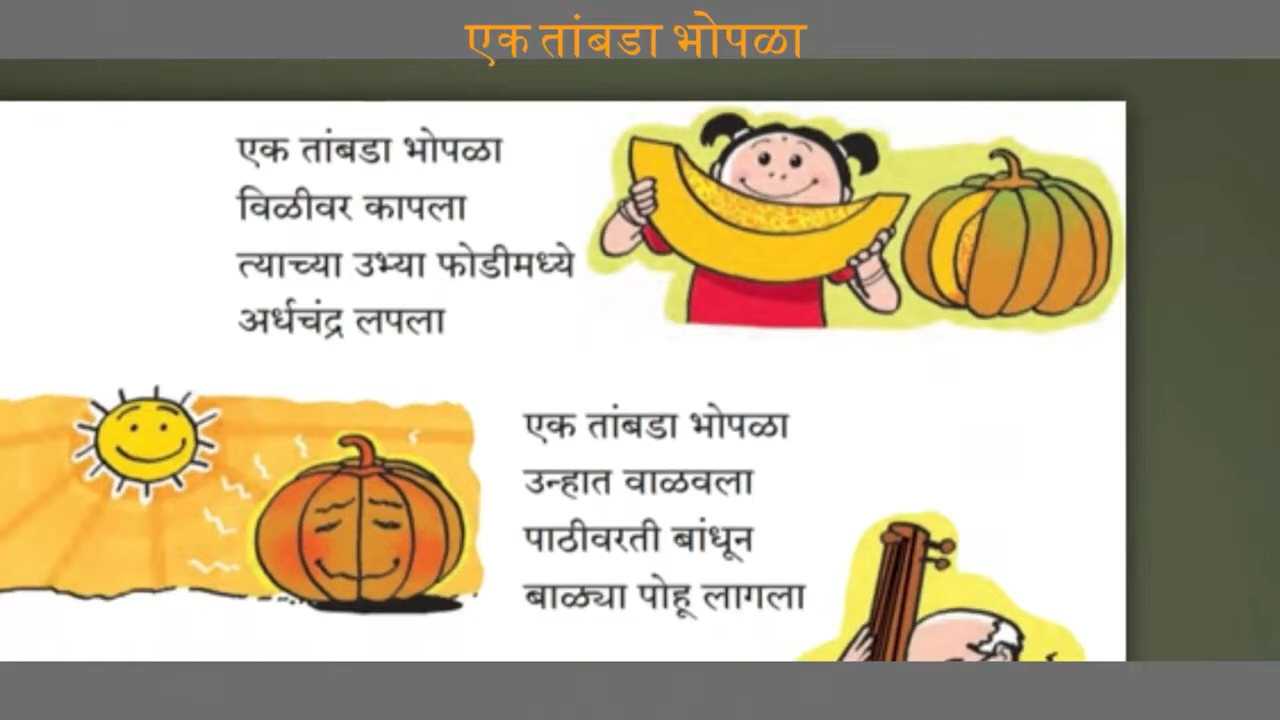 एक तांबडा भोपळा
एक तांबडा भोपळा
विळीवर कापला
त्याच्या उभ्या फोडीमध्ये
अर्धचंद्र लपला
एक तांबडा भोपळा
उन्हात वाळवला
पाठीवरती बांधून
बाळ्या पोहू लागला